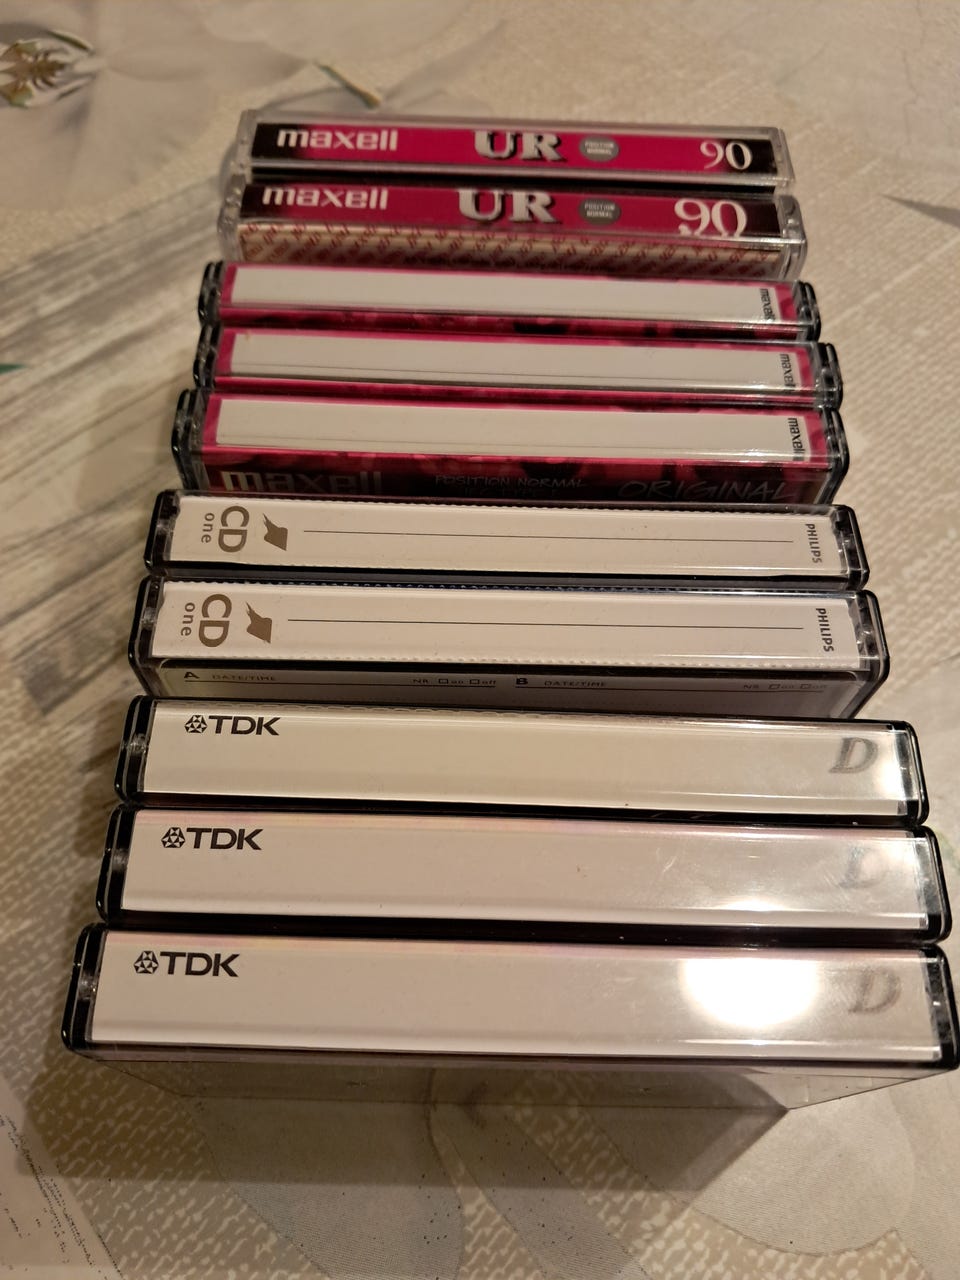 maxell UR POSITION NORMAL 90
maxell UR POSITION NORMAL 90
maxell
maxell
maxell
maxell POSITION NORMAL ORIGINAL
CD one PHILIPS
CD one PHILIPS
A DATE/TIME NR on off B DATE/TIME NR on off
TDK D
TDK D
TDK D